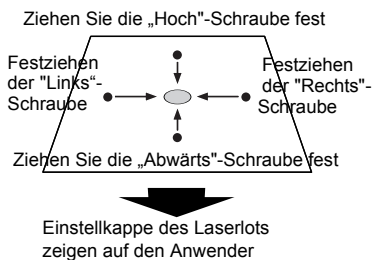 Ziehen Sie die „Hoch"-Schraube fest
Festziehen
der "Links“-
Schraube
Festziehen
der "Rechts"-
Schraube
Ziehen Sie die „Abwärts"-Schraube fest
Einstellkappe des Laserlots
zeigen auf den Anwender